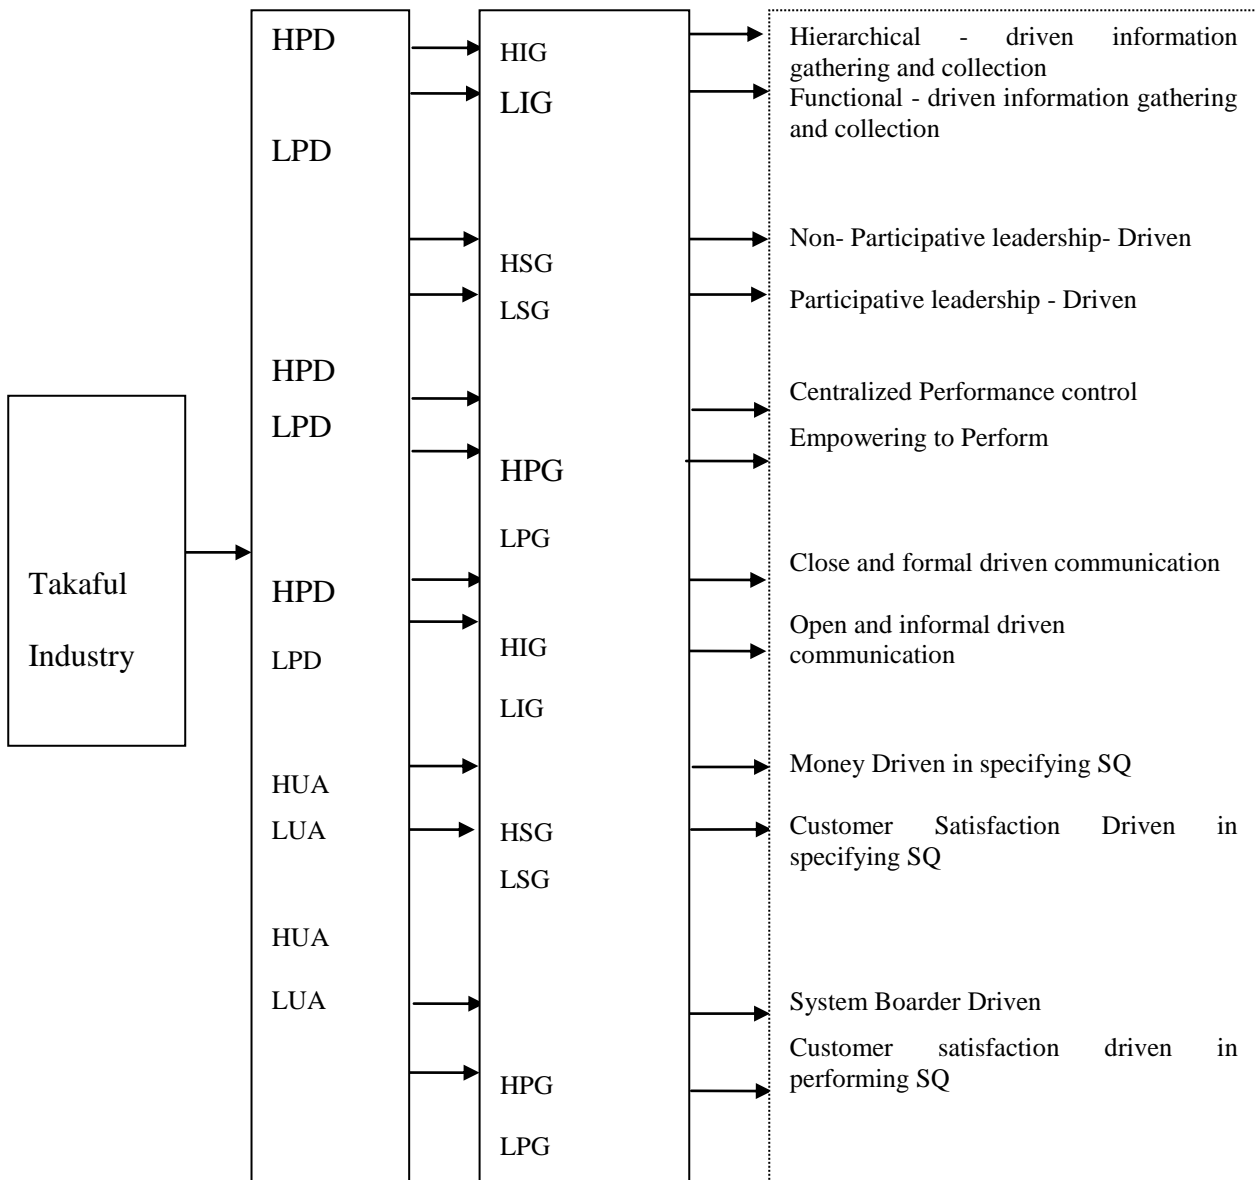 Takaful
Industry
HPD
LPD
HPD
LPD
HPD
LPD
HUA
LUA
HUA
LUA
HIG
LIG
HSG
LSG
HPG
LPG
HIG
LIG
HSG
LSG
HPG
LPG
Hierarchical - driven information
gathering and collection
Functional - driven information gathering
and collection
Non- Participative leadership- Driven
Participative leadership - Driven
Centralized Performance control
Empowering to Perform
Close and formal driven communication
Open and informal driven
communication
Money Driven in specifying SQ
Customer Satisfaction Driven in
specifying SQ
System Boarder Driven
Customer satisfaction driven in
performing SQ